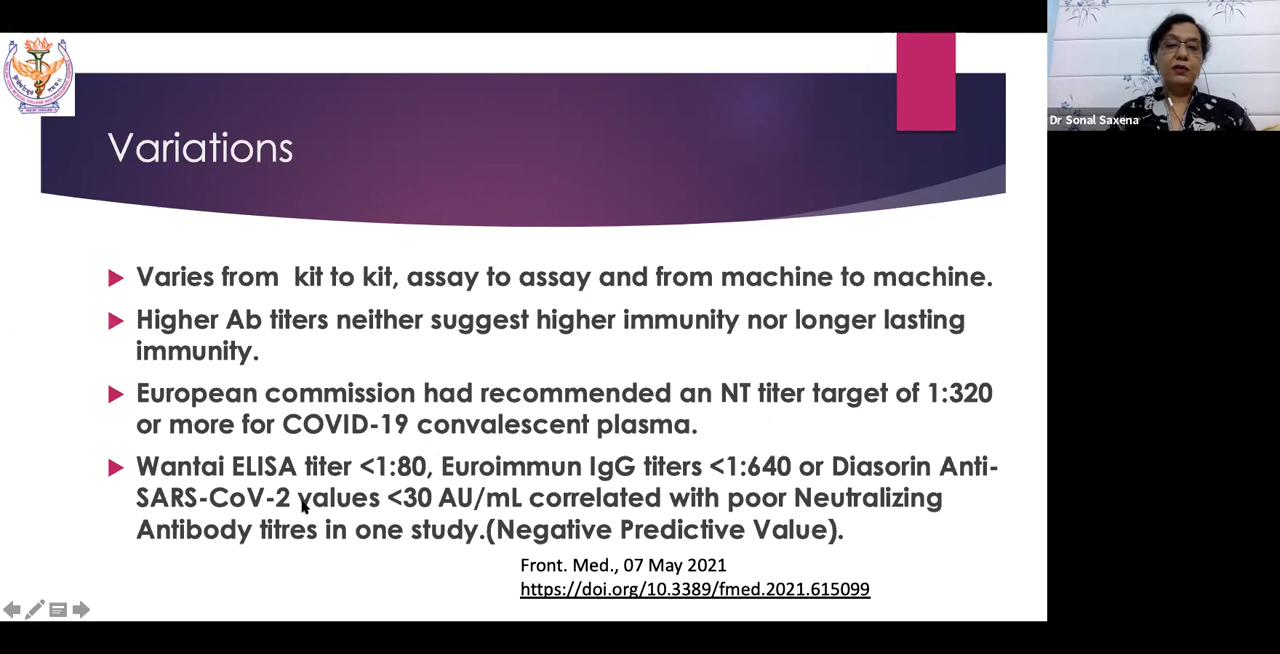 Dr Sonal Saxena
Variations
Varies from kit to kit, assay to assay and from machine to machine.
Higher Ab titers neither suggest higher immunity nor longer lasting
immunity.
European commission had recommended an NT titer target of 1:320
or more for COVID-19 convalescent plasma.
Wantai ELISA titer <1:80, Euroimmun IgG titers <1:640 or Diasorin Anti-
SARS-CoV-2 values <30 AU/mL correlated with poor Neutralizing
Antibody titres in one study.(Negative Predictive Value).
Front. Med., 07 May 2021
https://doi.org/10.3389/fmed.2021.615099